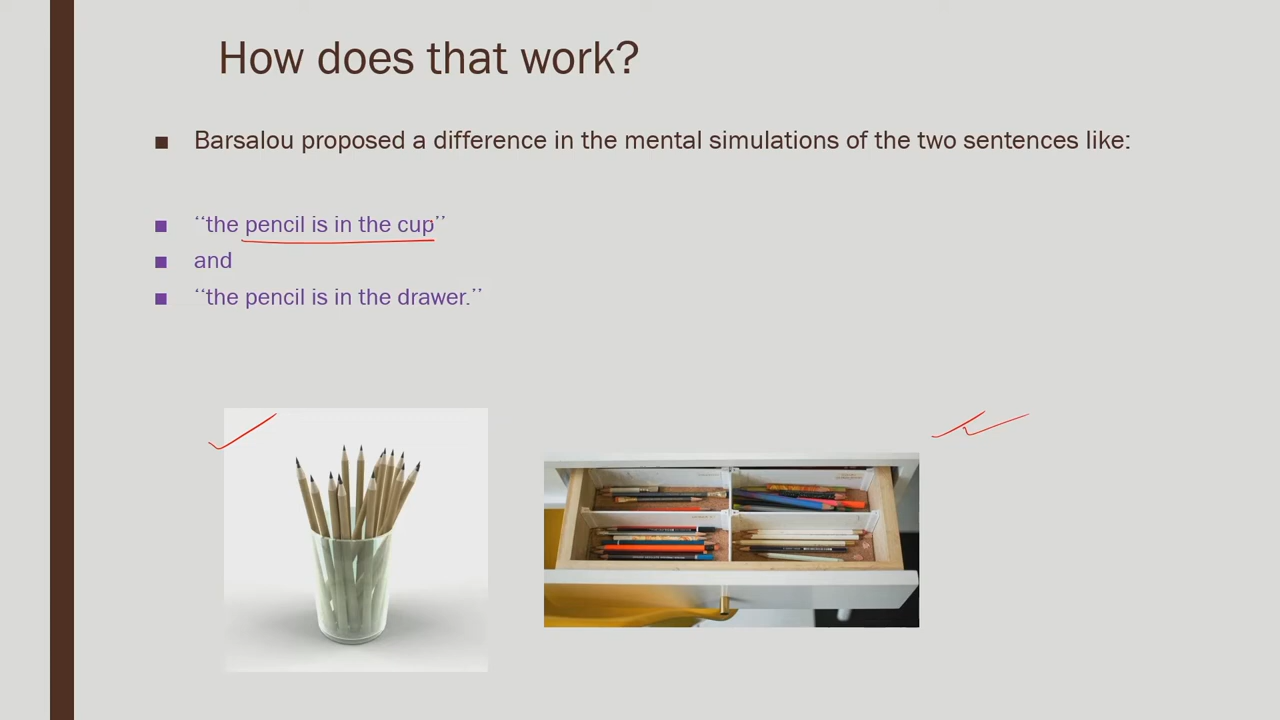 How does that work?
Barsalou proposed a difference in the mental simulations of the two sentences like:
‘‘the pencil is in the cup’’
and
‘‘the pencil is in the drawer.’’